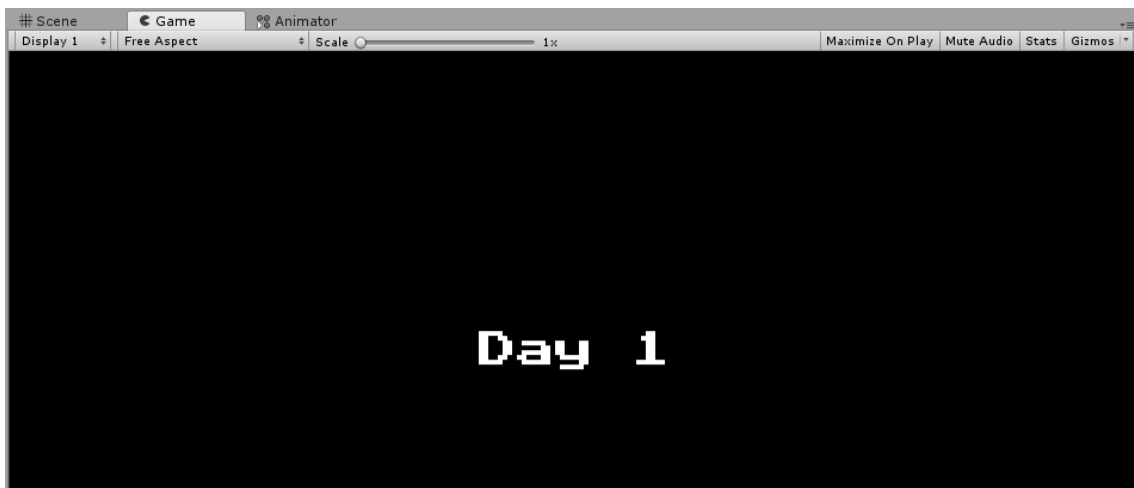 Scene Game Animator
Display 1 Free Aspect Scale 1x Maximize On Play Mute Audio Stats Gizmos
Day 1